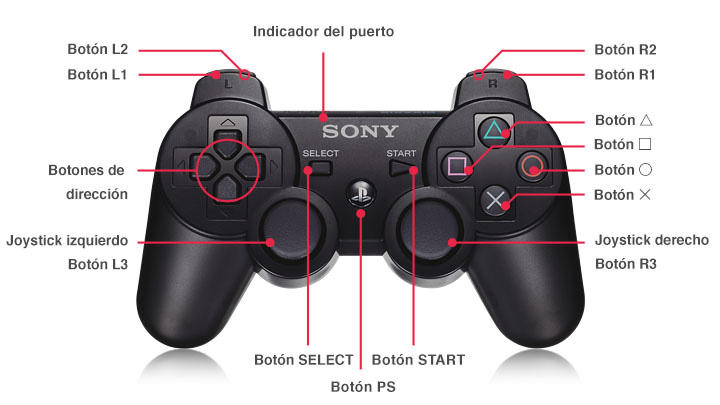 Indicador del puerto
Botón L2
Botón R2
Botón L1
Botón R1
L
R
Botón △
SONY
Botón □
SELECT
START
Botones de
dirección
Botón ○
Botón ✕
Joystick izquierdo
Botón L3
Joystick derecho
Botón R3
Botón SELECT
Botón START
Botón PS